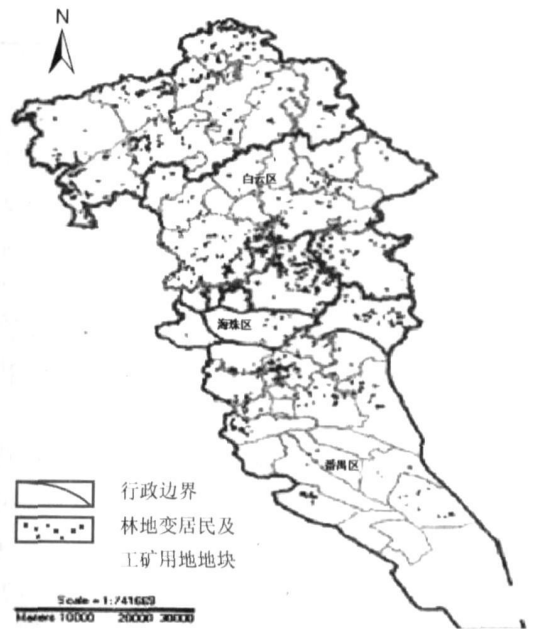 N
白云区
海珠区
番禺区
行政边界
林地变居民及
工矿用地地块
Scale = 1:741669
Meters 10000 20000 30000